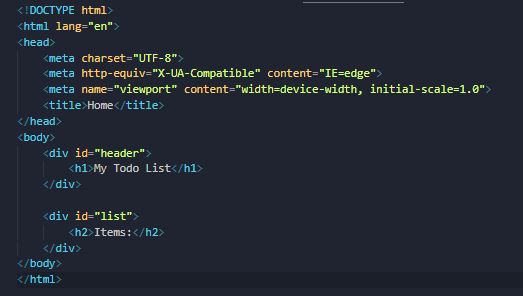 <!DOCTYPE html>
<html lang="en">
<head>
    <meta charset="UTF-8">
    <meta http-equiv="X-UA-Compatible" content="IE=edge">
    <meta name="viewport" content="width=device-width, initial-scale=1.0">
    <title>Home</title>
</head>
<body>
    <div id="header">
        <h1>My Todo List</h1>
    </div>

    <div id="list">
        <h2>Items:</h2>
    </div>
</body>
</html>